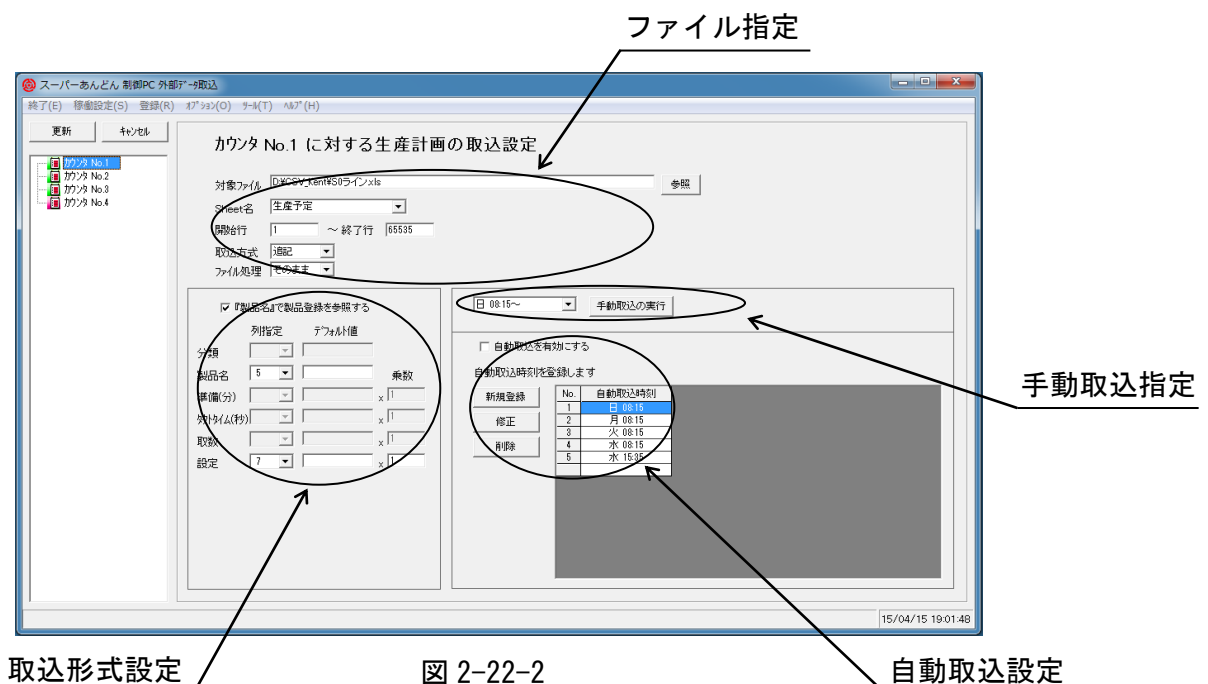 ファイル指定
スーパーあんどん 制御PC 外部ﾃﾞｰﾀ取込
終了(E) 稼働設定(S) 登録(R) ｵﾌﾟｼｮﾝ(O) ﾂｰﾙ(T) ﾍﾙﾌﾟ(H)
更新 ｷｬﾝｾﾙ
ｶｳﾝﾀ No.1
ｶｳﾝﾀ No.2
ｶｳﾝﾀ No.3
ｶｳﾝﾀ No.4
ｶｳﾝﾀ No.1 に対する生産計画の取込設定
対象ﾌｧｲﾙ D:¥CSV_Kent¥S0ライン.xls 参照
Sheet名 生産予定
開始行 1 ～ 終了行 65535
取込方式 追記
ﾌｧｲﾙ処理 そのまま
『製品名』で製品登録を参照する
列指定 ﾃﾞﾌｫﾙﾄ値
分類
製品名 5 乗数
準備(分) x 1
ﾀｸﾄﾀｲﾑ(秒) x 1
取数 x 1
設定 7 x 1
日 08:15～ 手動取込の実行
自動取込を有効にする
自動取込時刻を登録します
新規登録
修正
削除
No. 自動取込時刻
1 日 08:15
2 月 08:15
3 火 08:15
4 水 08:15
5 水 15:35
手動取込指定
15/04/15 19:01:48
取込形式設定
図 2-22-2
自動取込設定